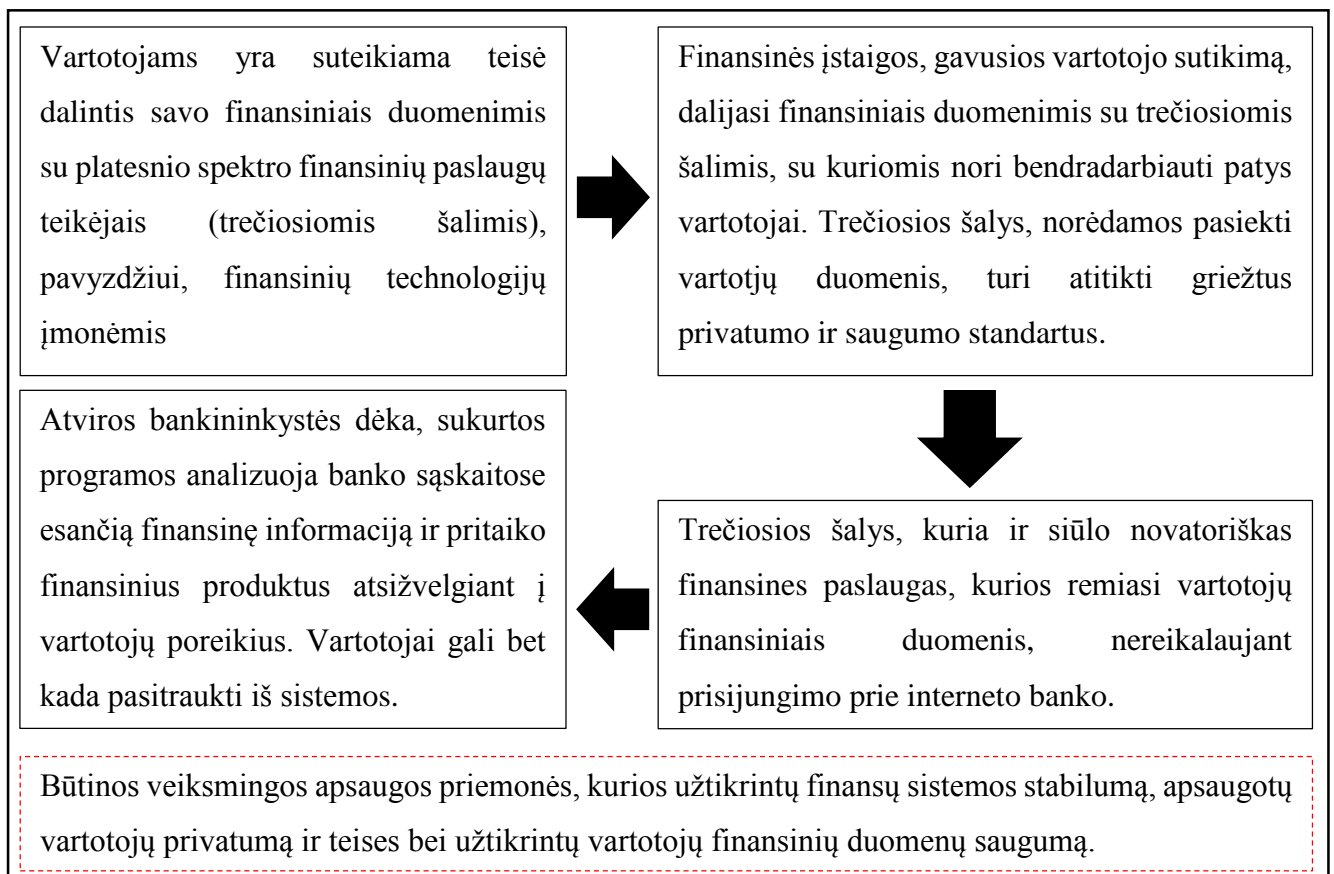 Vartotojams yra suteikiama teisė
dalintis savo finansiniais duomenimis
su platesnio spektro finansinių paslaugų
teikėjais (trečiosiomis šalimis),
pavyzdžiui, finansinių technologijų
įmonėmis
Finansinės įstaigos, gavusios vartotojo sutikimą,
dalijasi finansiniais duomenimis su trečiosiomis
šalimis, su kuriomis nori bendradarbiauti patys
vartotojai. Trečiosios šalys, norėdamos pasiekti
vartotjų duomenis, turi atitikti griežtus
privatumo ir saugumo standartus.
Trečiosios šalys, kuria ir siūlo novatoriškas
finansines paslaugas, kurios remiasi vartotojų
finansiniais duomenis, nereikalaujant
prisijungimo prie interneto banko.
Atviros bankininkystės dėka, sukurtos
programos analizuoja banko sąskaitose
esančią finansinę informaciją ir pritaiko
finansinius produktus atsižvelgiant į
vartotojų poreikius. Vartotojai gali bet
kada pasitraukti iš sistemos.
Būtinos veiksmingos apsaugos priemonės, kurios užtikrintų finansų sistemos stabilumą, apsaugotų
vartotojų privatumą ir teises bei užtikrintų vartotojų finansinių duomenų saugumą.